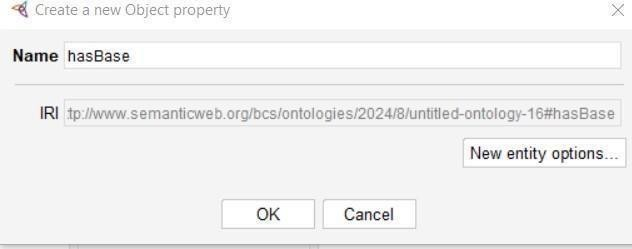 Create a new Object property
Name hasBase
IRI :tp://www.semanticweb.org/bcs/ontologies/2024/8/untitled-ontology-16#hasBase
New entity options...
OK Cancel